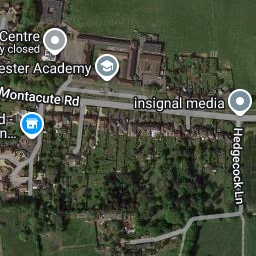 Centre
y closed
ester Academy
Montacute Rd
insignal media
d -
n...
Hedgecock Ln